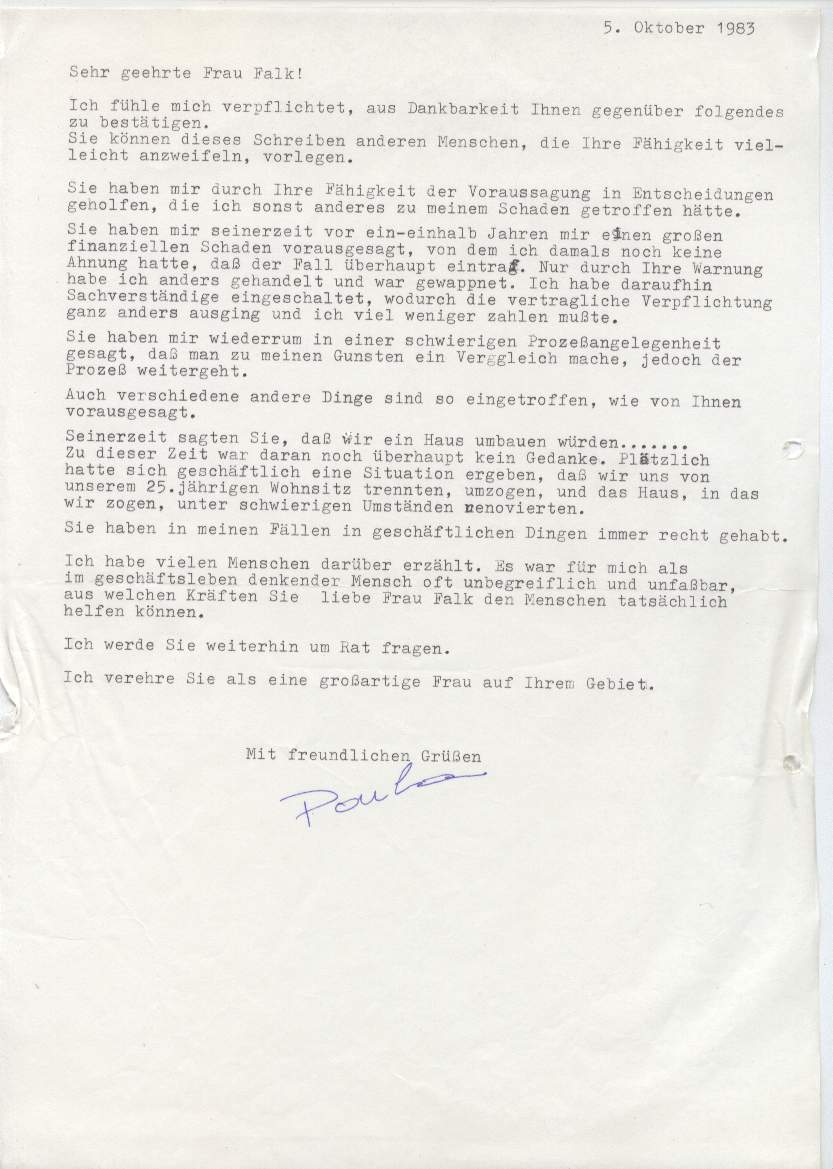 5. Oktober 1983
Sehr geehrte Frau Falk!
Ich fühle mich verpflichtet, aus Dankbarkeit Ihnen gegenüber folgendes
zu bestätigen.
Sie können dieses Schreiben anderen Menschen, die Ihre Fähigkeit viel-
leicht anzweifeln, vorlegen.
Sie haben mir durch Ihre Fähigkeit der Voraussagung in Entscheidungen
geholfen, die ich sonst anderes zu meinem Schaden getroffen hätte.
Sie haben mir seinerzeit vor ein-einhalb Jahren mir einen großen
finanziellen Schaden vorausgesagt, von dem ich damals noch keine
Ahnung hatte, daß der Fall überhaupt eintraf. Nur durch Ihre Warnung
habe ich anders gehandelt und war gewappnet. Ich habe daraufhin
Sachverständige eingeschaltet, wodurch die vertragliche Verpflichtung
ganz anders ausging und ich viel weniger zahlen mußte.
Sie haben mir wiederrum in einer schwierigen Prozeßangelegenheit
gesagt, daß man zu meinen Gunsten ein Verggleich mache, jedoch der
Prozeß weitergeht.
Auch verschiedene andere Dinge sind so eingetroffen, wie von Ihnen
vorausgesagt.
Seinerzeit sagten Sie, daß wir ein Haus umbauen würden.......
Zu dieser Zeit war daran noch überhaupt kein Gedanke. Plötzlich
hatte sich geschäftlich eine Situation ergeben, daß wir uns von
unserem 25.jährigen Wohnsitz trennten, umzogen, und das Haus, in das
wir zogen, unter schwierigen Umständen renovierten.
Sie haben in meinen Fällen in geschäftlichen Dingen immer recht gehabt.
Ich habe vielen Menschen darüber erzählt. Es war für mich als
im geschäftsleben denkender Mensch oft unbegreiflich und unfaßbar,
aus welchen Kräften Sie liebe Frau Falk den Menschen tatsächlich
helfen können.
Ich werde Sie weiterhin um Rat fragen.
Ich verehre Sie als eine großartige Frau auf Ihrem Gebiet.
Mit freundlichen Grüßen